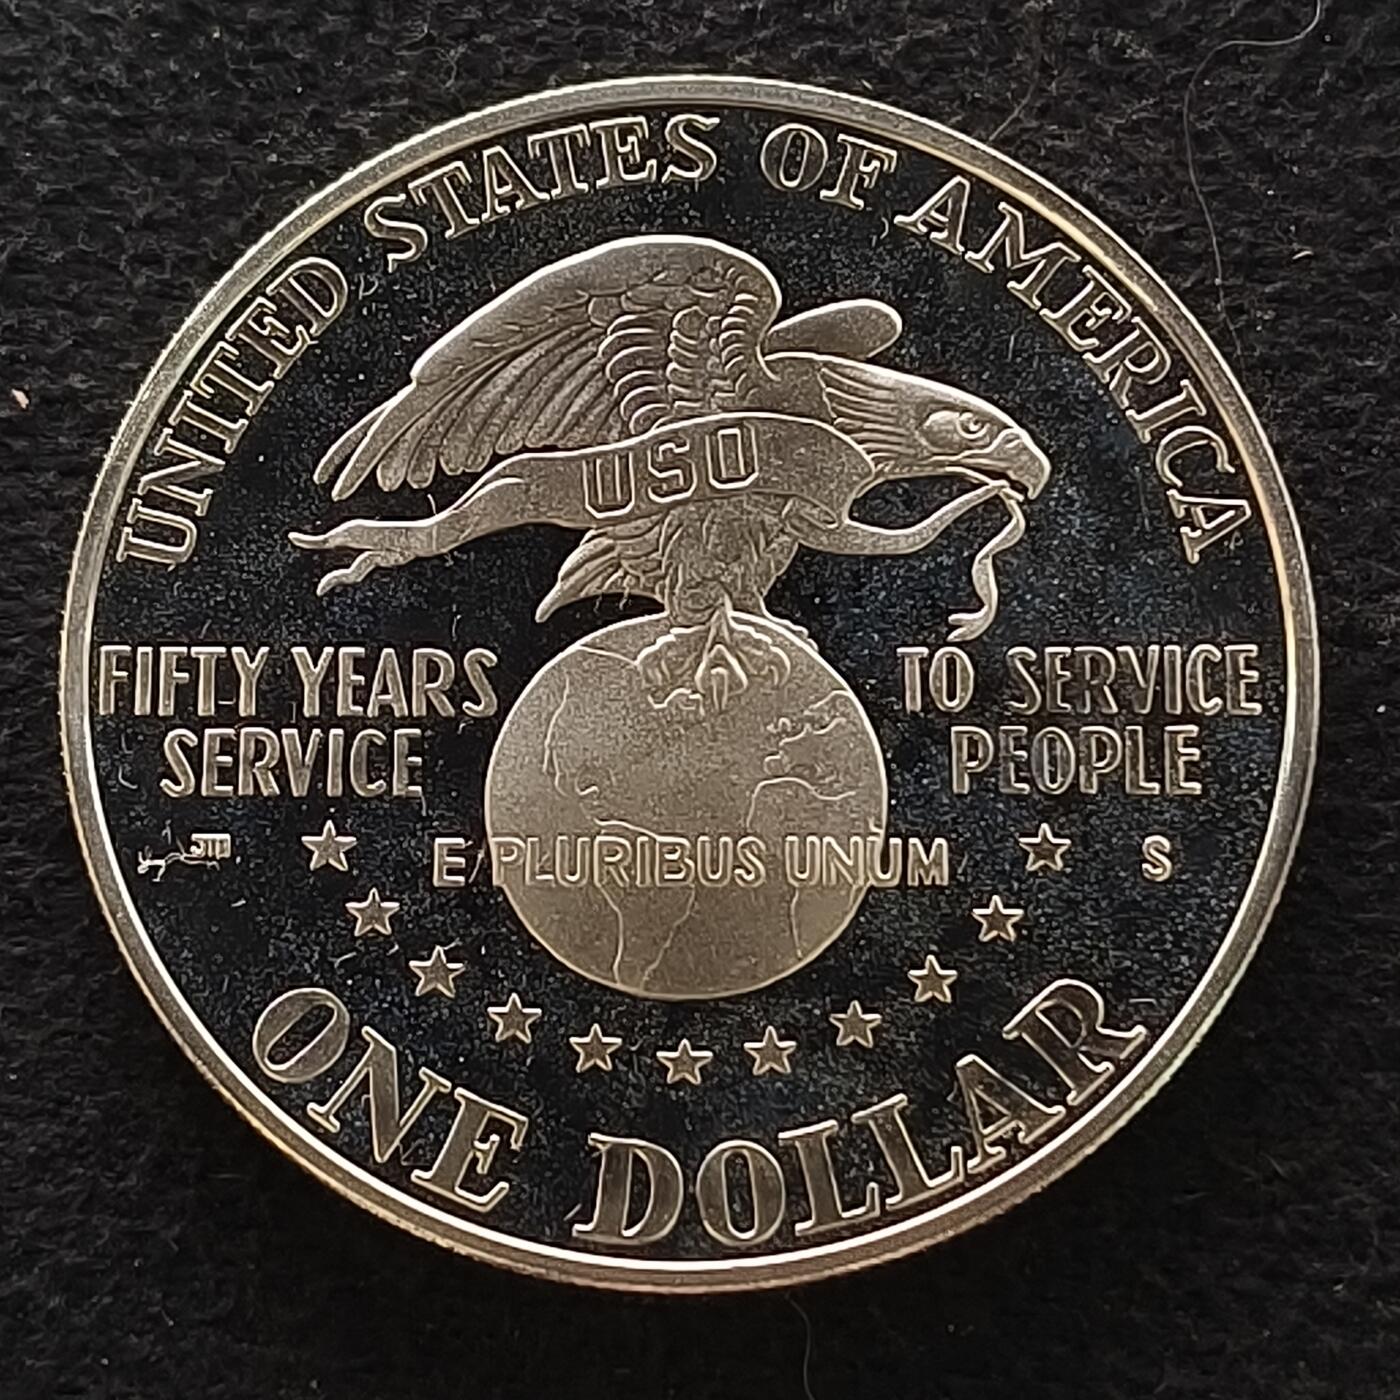 UNITED STATES OF AMERICA
USO
FIFTY YEARS
SERVICE
TO SERVICE
PEOPLE
E PLURIBUS UNUM
S
ONE DOLLAR